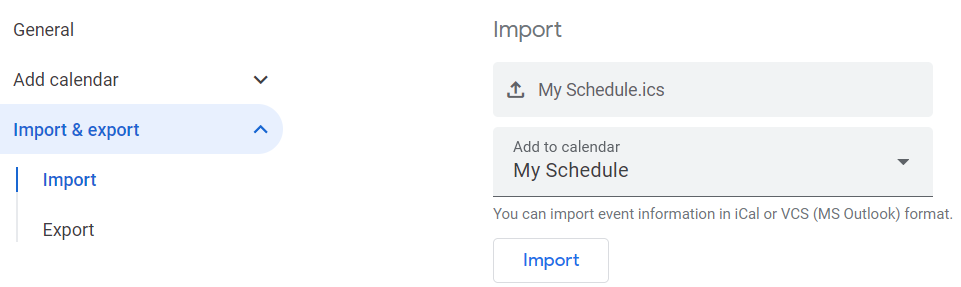 General
Add calendar
Import & export
Import
Export
Import
My Schedule.ics
Add to calendar
My Schedule
You can import event information in iCal or VCS (MS Outlook) format.
Import